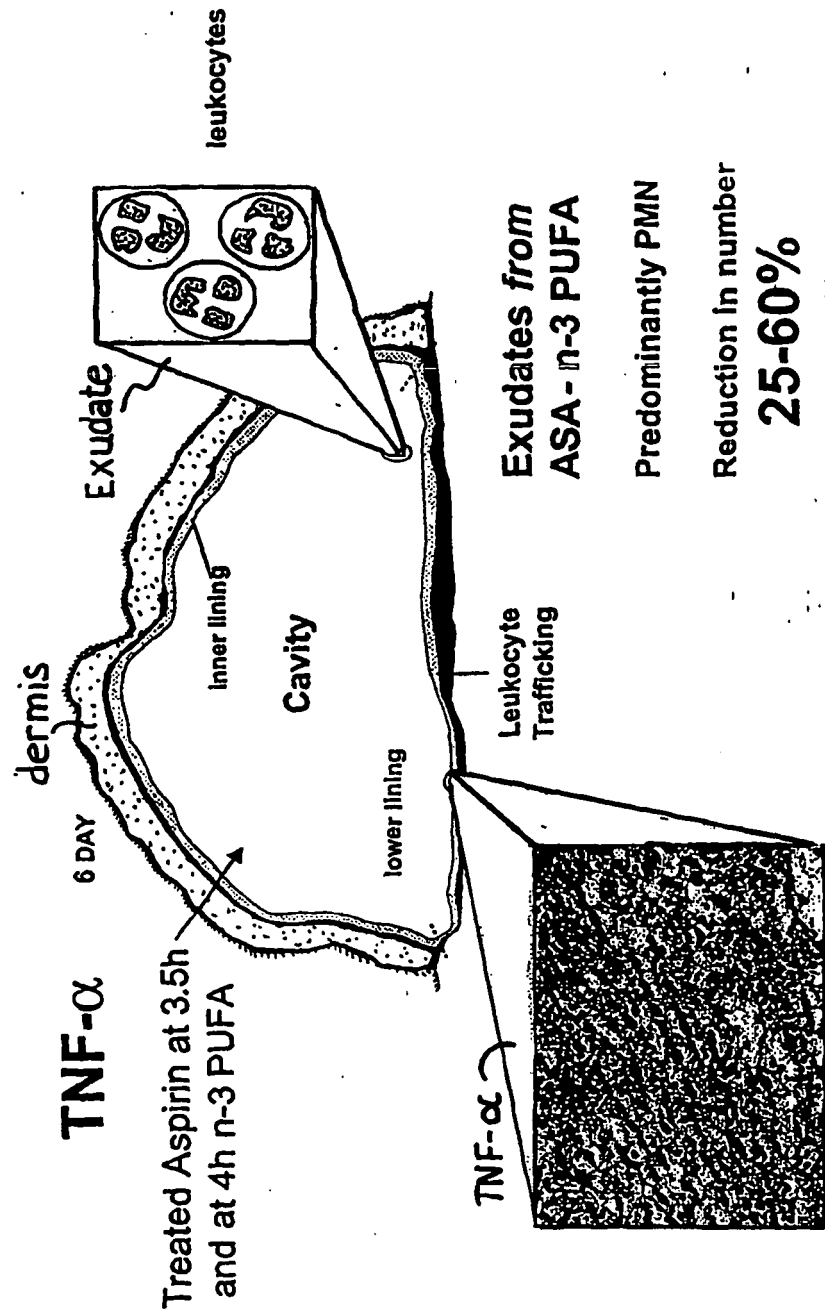 TNF-α
Treated Aspirin at 3.5h
and at 4h n-3 PUFA
6 DAY
dermis
Exudate
leukocytes
inner lining
Cavity
lower lining
Leukocyte
Trafficking
TNF-α
Exudates from
ASA - n-3 PUFA
Predominantly PMN
Reduction in number
25-60%